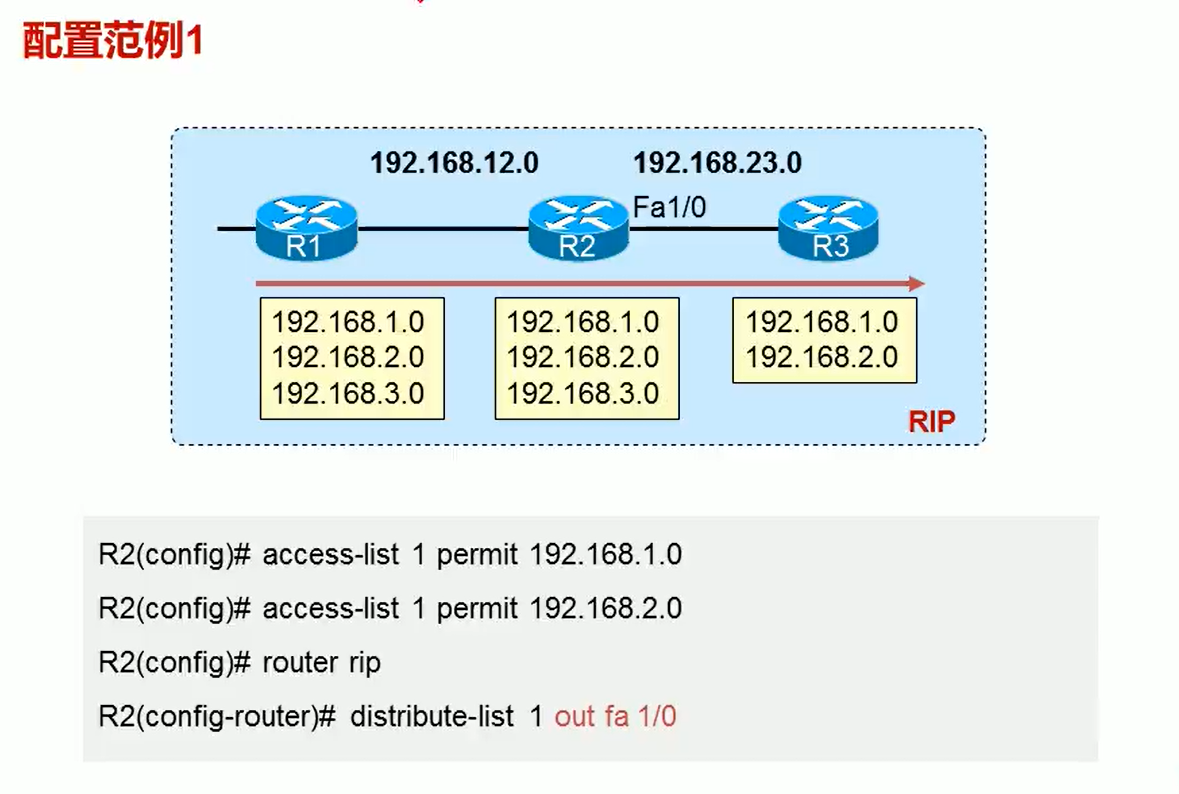 配置范例1
192.168.12.0
192.168.23.0
Fa1/0
R1
R2
R3
192.168.1.0
192.168.2.0
192.168.3.0
192.168.1.0
192.168.2.0
192.168.3.0
192.168.1.0
192.168.2.0
RIP
R2(config)# access-list 1 permit 192.168.1.0
R2(config)# access-list 1 permit 192.168.2.0
R2(config)# router rip
R2(config-router)# distribute-list 1 out fa 1/0